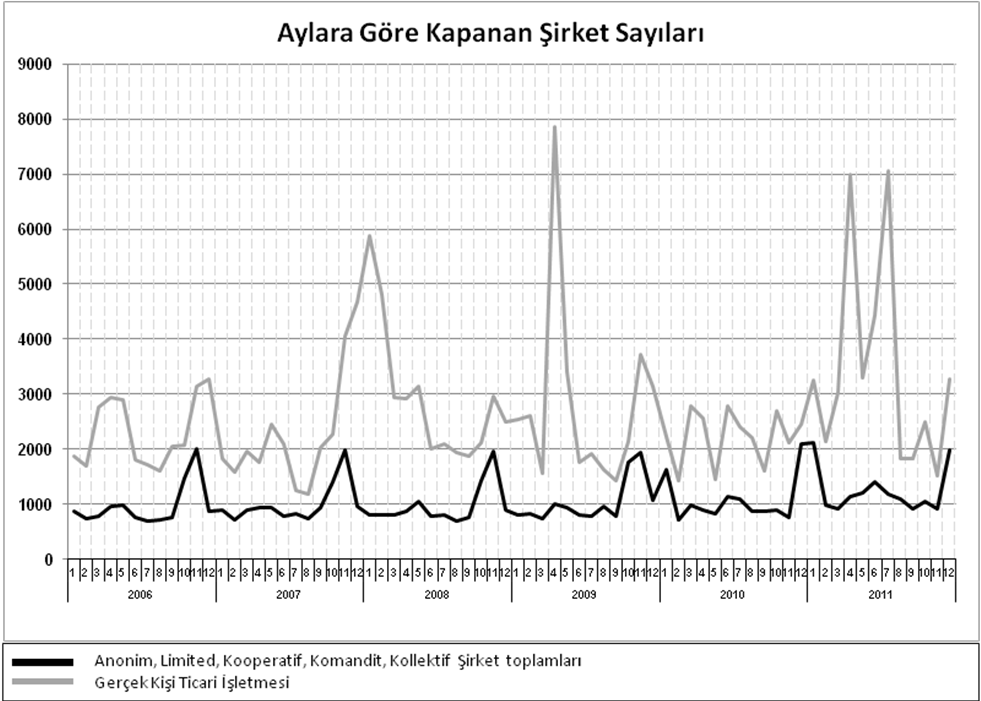 Aylara Göre Kapanan Şirket Sayıları
9000
8000
7000
6000
5000
4000
3000
2000
1000
0
1 2 3 4 5 6 7 8 9 10 11 12 1 2 3 4 5 6 7 8 9 10 11 12 1 2 3 4 5 6 7 8 9 10 11 12 1 2 3 4 5 6 7 8 9 10 11 12 1 2 3 4 5 6 7 8 9 10 11 12 1 2 3 4 5 6 7 8 9 10 11 12
2006 2007 2008 2009 2010 2011
Anonim, Limited, Kooperatif, Komandit, Kollektif Şirket toplamları
Gerçek Kişi Ticari İşletmesi